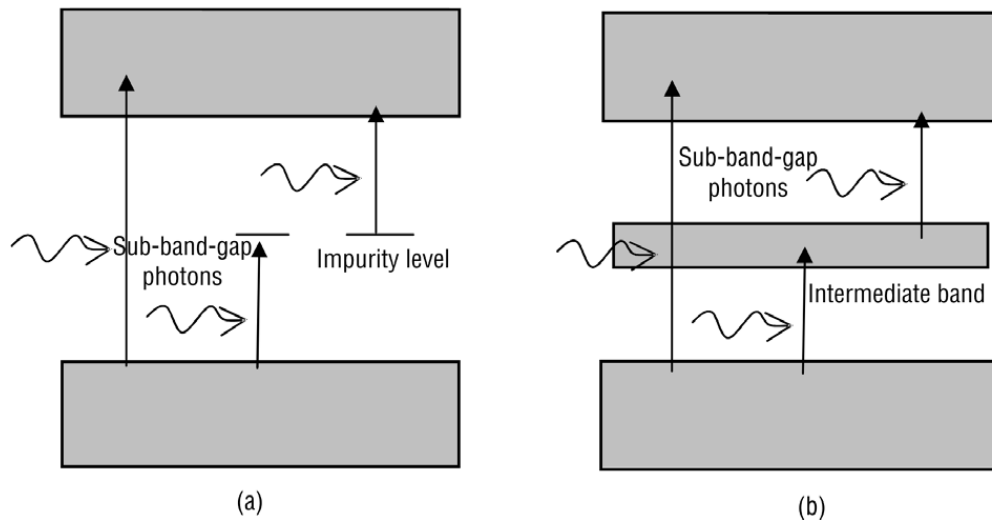 Sub-band-gap
photons
Impurity level
(a)
Sub-band-gap
photons
Intermediate band
(b)